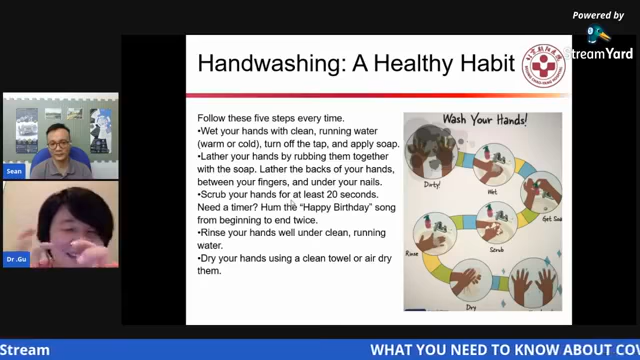 Powered by
StreamYard
Handwashing: A Healthy Habit
Follow these five steps every time.
•Wet your hands with clean, running water
(warm or cold), turn off the tap, and apply soap.
•Lather your hands by rubbing them together
with the soap. Lather the backs of your hands,
between your fingers, and under your nails.
•Scrub your hands for at least 20 seconds.
Need a timer? Hum the “Happy Birthday” song
from beginning to end twice.
•Rinse your hands well under clean, running
water.
•Dry your hands using a clean towel or air dry
them.
Wash Your Hands!
Dirty!
Wet
Get Soap
Scrub
Rinse
Dry
Sean
Dr .Gu
Stream
WHAT YOU NEED TO KNOW ABOUT COV